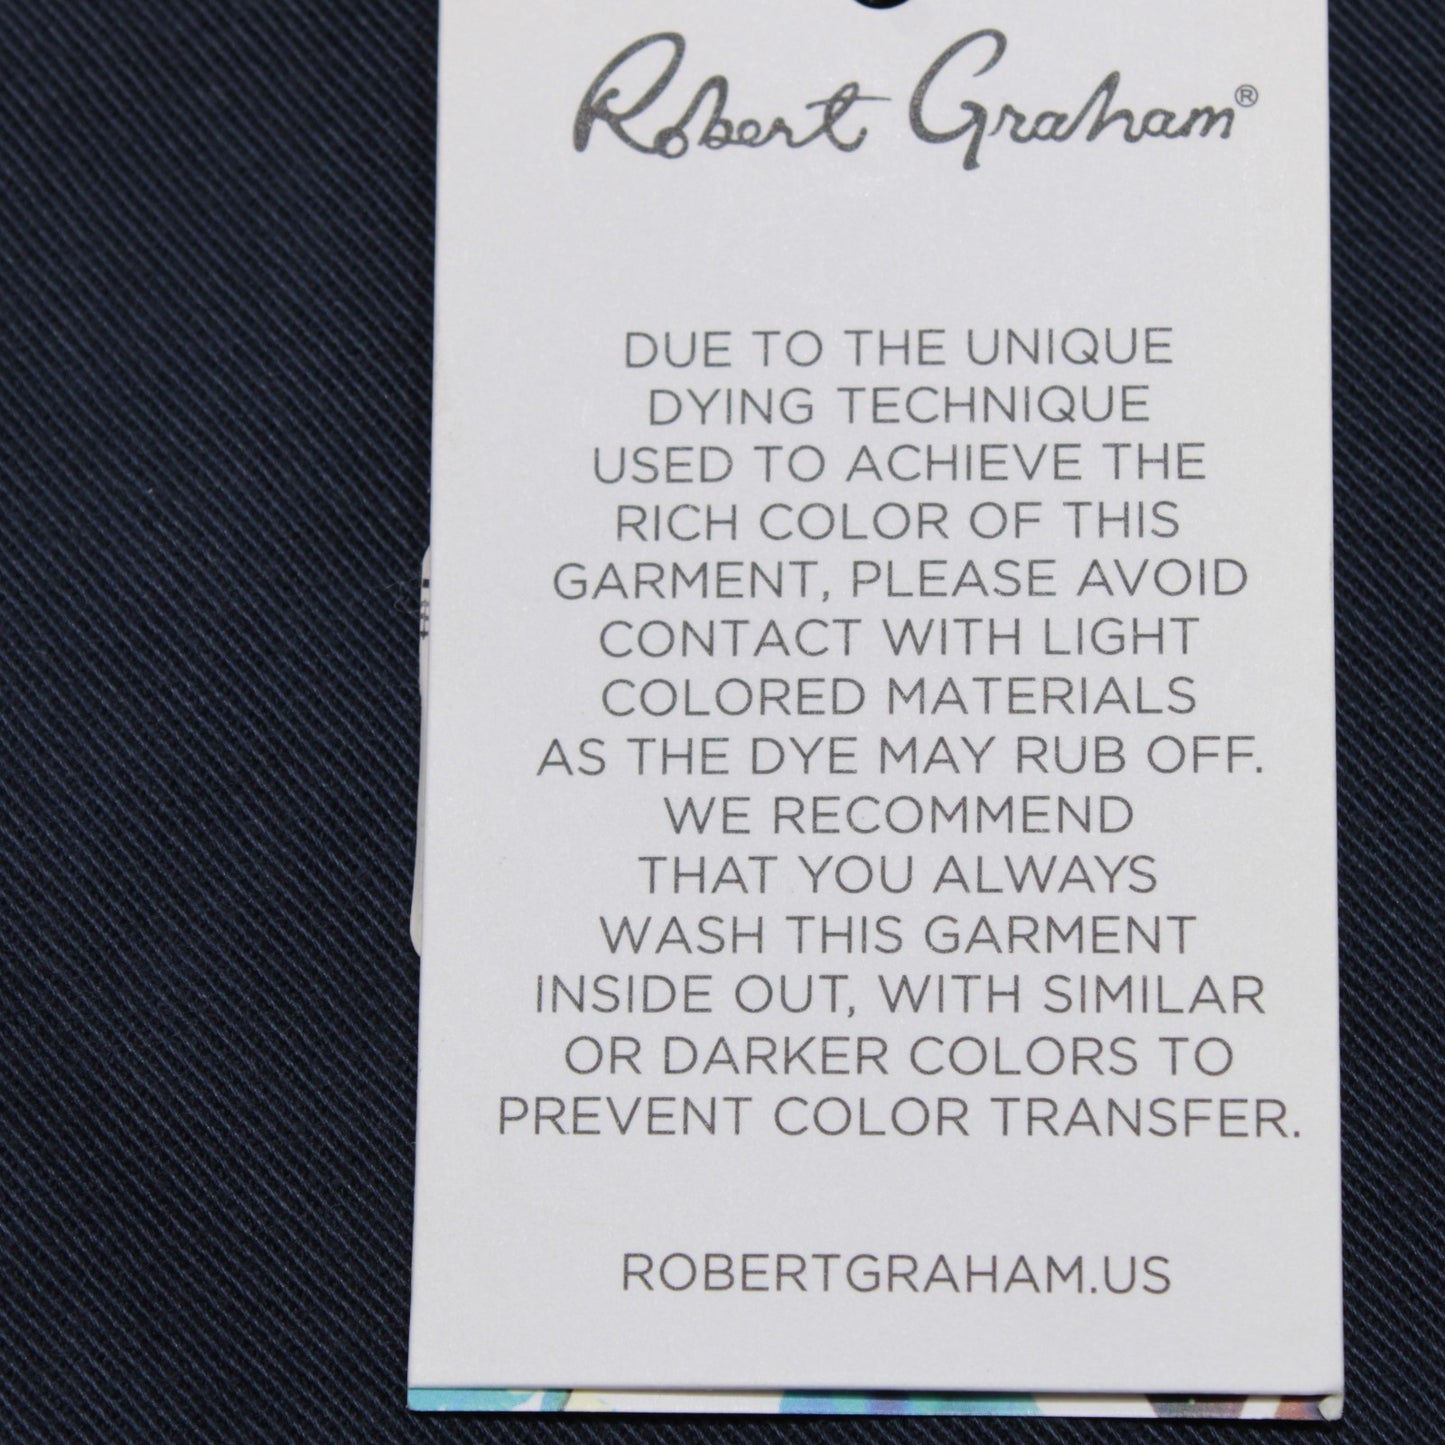 Robert Graham®
DUE TO THE UNIQUE
DYING TECHNIQUE
USED TO ACHIEVE THE
RICH COLOR OF THIS
GARMENT, PLEASE AVOID
CONTACT WITH LIGHT
COLORED MATERIALS
AS THE DYE MAY RUB OFF.
WE RECOMMEND
THAT YOU ALWAYS
WASH THIS GARMENT
INSIDE OUT, WITH SIMILAR
OR DARKER COLORS TO
PREVENT COLOR TRANSFER.
ROBERTGRAHAM.US